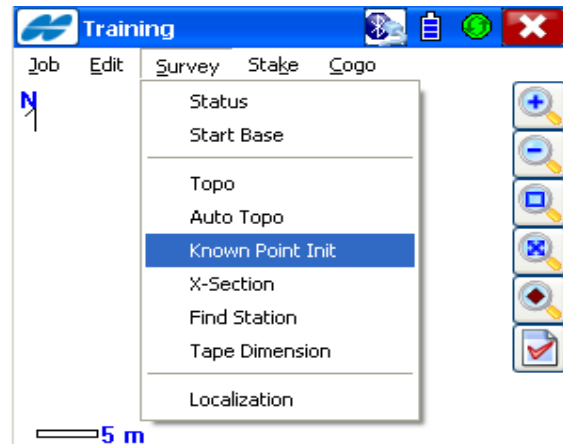 Training
Job Edit Survey Stake Cogo
N
Status
Start Base
Topo
Auto Topo
Known Point Init
X-Section
Find Station
Tape Dimension
Localization
5 m